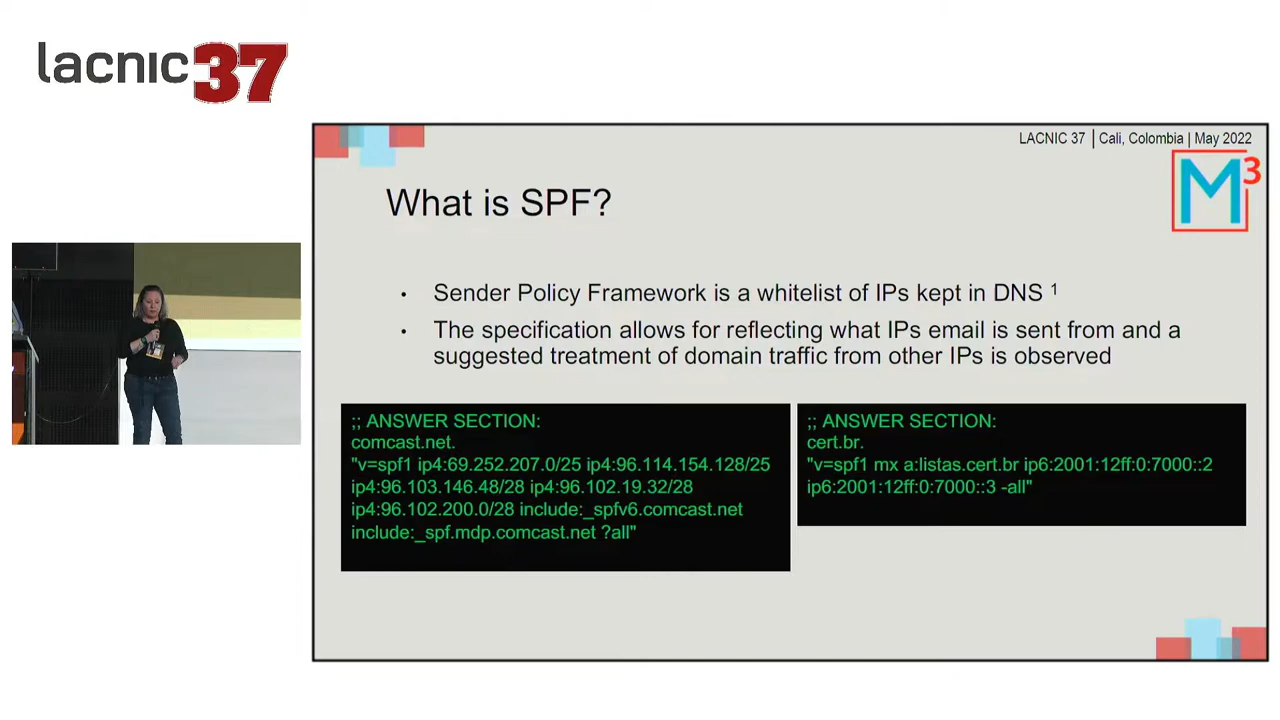 lacnic37
LACNIC 37 | Cali, Colombia | May 2022
M3
What is SPF?
• Sender Policy Framework is a whitelist of IPs kept in DNS 1
• The specification allows for reflecting what IPs email is sent from and a
suggested treatment of domain traffic from other IPs is observed
;; ANSWER SECTION:
comcast.net.
"v=spf1 ip4:69.252.207.0/25 ip4:96.114.154.128/25
ip4:96.103.146.48/28 ip4:96.102.19.32/28
ip4:96.102.200.0/28 include:_spfv6.comcast.net
include:_spf.mdp.comcast.net ?all"
;; ANSWER SECTION:
cert.br.
"v=spf1 mx a:listas.cert.br ip6:2001:12ff:0:7000::2
ip6:2001:12ff:0:7000::3 -all"